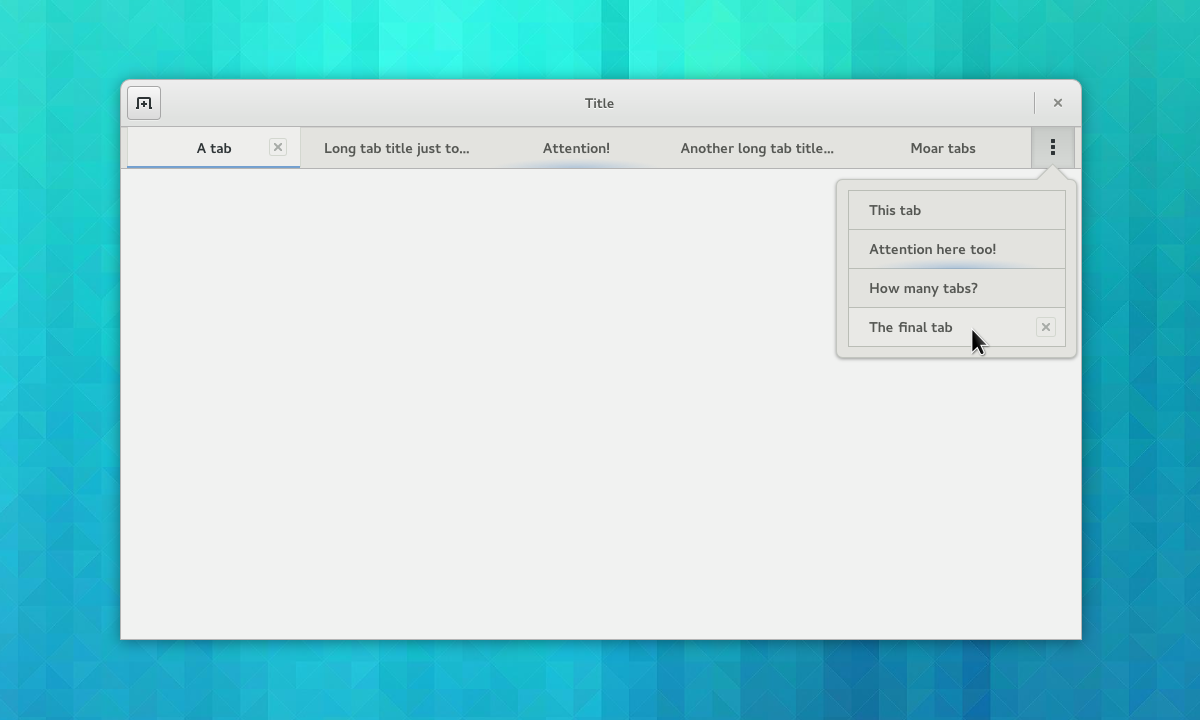 Title
A tab
Long tab title just to...
Attention!
Another long tab title...
Moar tabs
This tab
Attention here too!
How many tabs?
The final tab